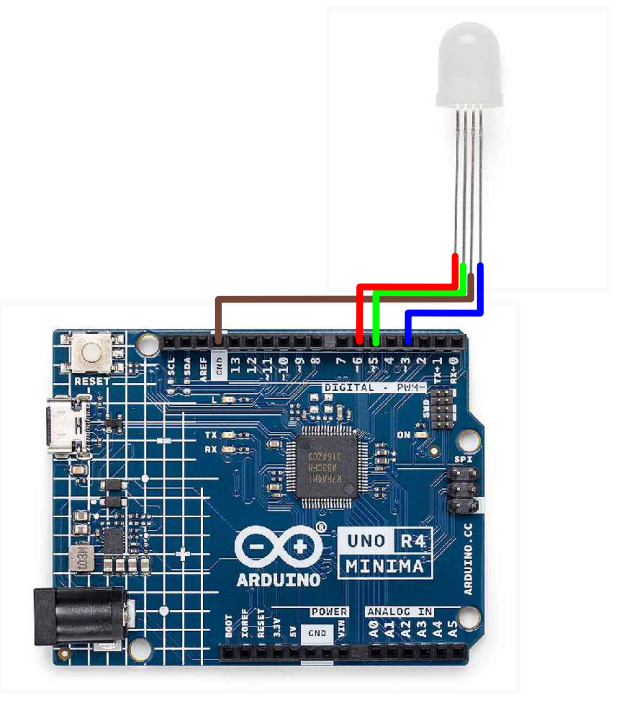 SCL
SDA
AREF
GND
13
12
~11
~10
~9
8
7
~6
~5
4
~3
2
TX→1
RX←0
RESET
L
DIGITAL - PWM~
TX
RX
SWD
ON
SPI
R7FA4M1
AB3CFM
316AZC3
ARDUINO
®
UNO R4
MINIMA
ARDUINO.CC
POWER
ANALOG IN
BOOT
IOREF
RESET
3.3V
5V
GND
VIN
A0
A1
A2
A3
A4
A5